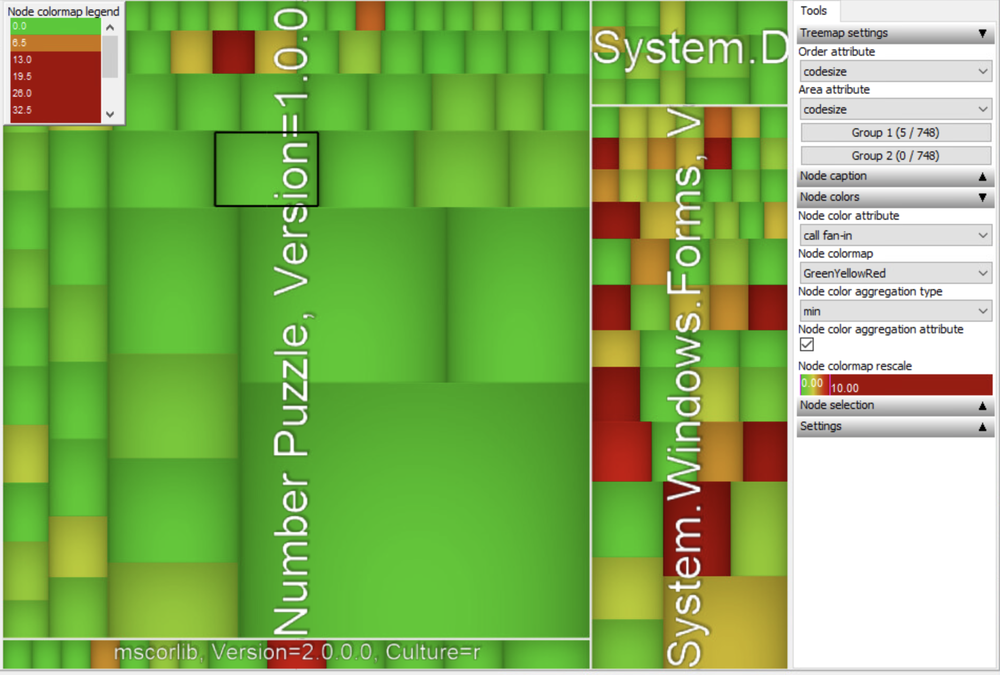 Node colormap legend
0.0
6.5
13.0
19.5
26.0
32.5
Number Puzzle, Version=1.0.0
System.D
System.Windows.Forms, V
mscorlib, Version=2.0.0.0, Culture=r
Tools
Treemap settings
Order attribute
codesize
Area attribute
codesize
Group 1 (5 / 748)
Group 2 (0 / 748)
Node caption
Node colors
Node color attribute
call fan-in
Node colormap
GreenYellowRed
Node color aggregation type
min
Node color aggregation attribute
Node colormap rescale
0.00
10.00
Node selection
Settings